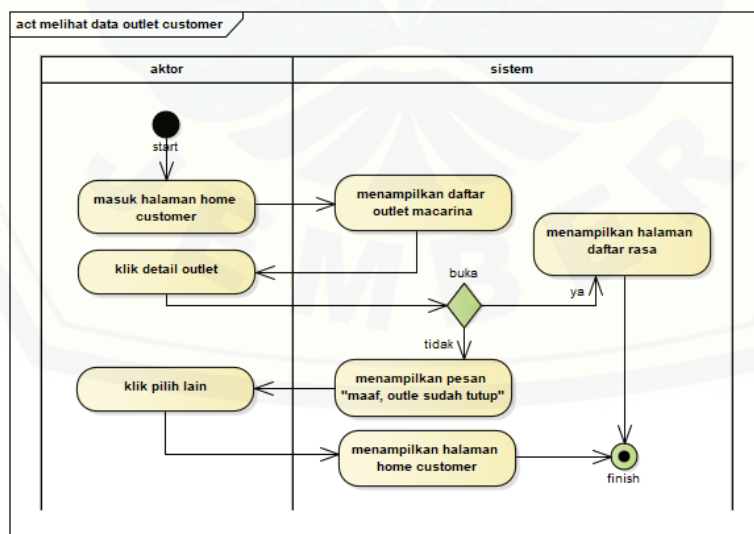 act melihat data outlet customer
aktor
sistem
start
masuk halaman home
customer
menampilkan daftar
outlet macarina
menampilkan halaman
daftar rasa
klik detail outlet
buka
ya
tidak
klik pilih lain
menampilkan pesan
"maaf, outle sudah tutup"
menampilkan halaman
home customer
finish
JEMBER